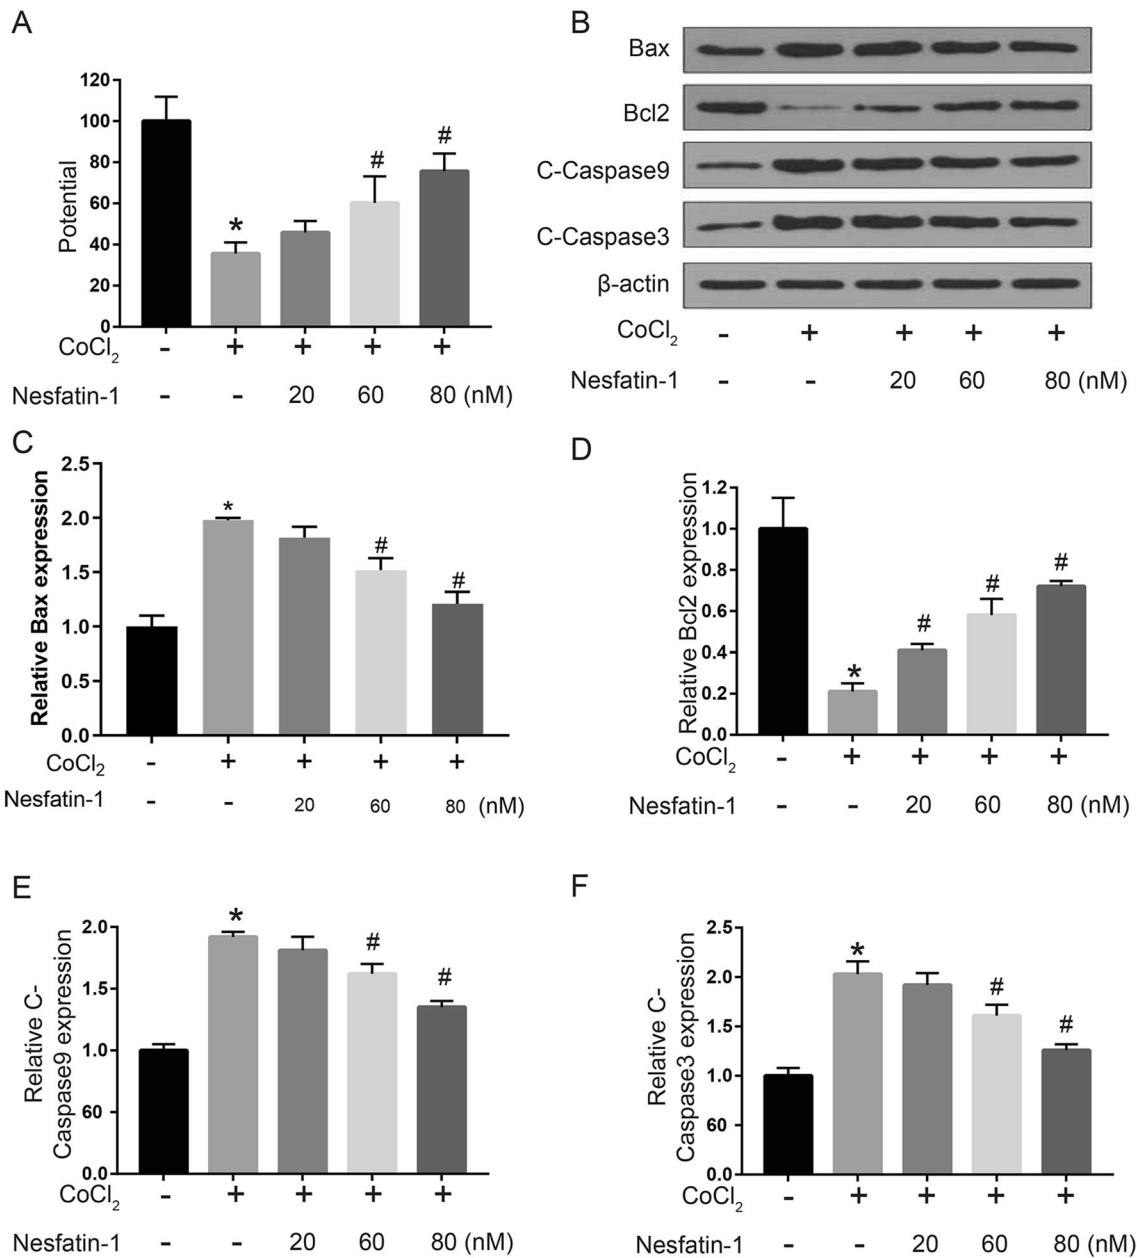 A
120
100
80
60
40
20
0
Potential
*
#
#
CoCl2 - + + + +
Nesfatin-1 - - 20 60 80 (nM)
B
Bax
Bcl2
C-Caspase9
C-Caspase3
β-actin
CoCl2 - + + + +
Nesfatin-1 - - 20 60 80 (nM)
C
2.5
2.0
1.5
1.0
0.5
0.0
Relative Bax expression
*
#
#
CoCl2 - + + + +
Nesfatin-1 - - 20 60 80 (nM)
D
1.2
1.0
0.8
0.6
0.4
0.2
0.0
Relative Bcl2 expression
*
#
#
#
CoCl2 - + + + +
Nesfatin-1 - - 20 60 80 (nM)
E
2.0
1.5
1.0
60
0.0
Relative C-
Caspase9 expression
*
#
#
CoCl2 - + + + +
Nesfatin-1 - - 20 60 80 (nM)
F
2.5
2.0
1.5
1.0
60
0.0
Relative C-
Caspase3 expression
*
#
#
CoCl2 - + + + +
Nesfatin-1 - - 20 60 80 (nM)